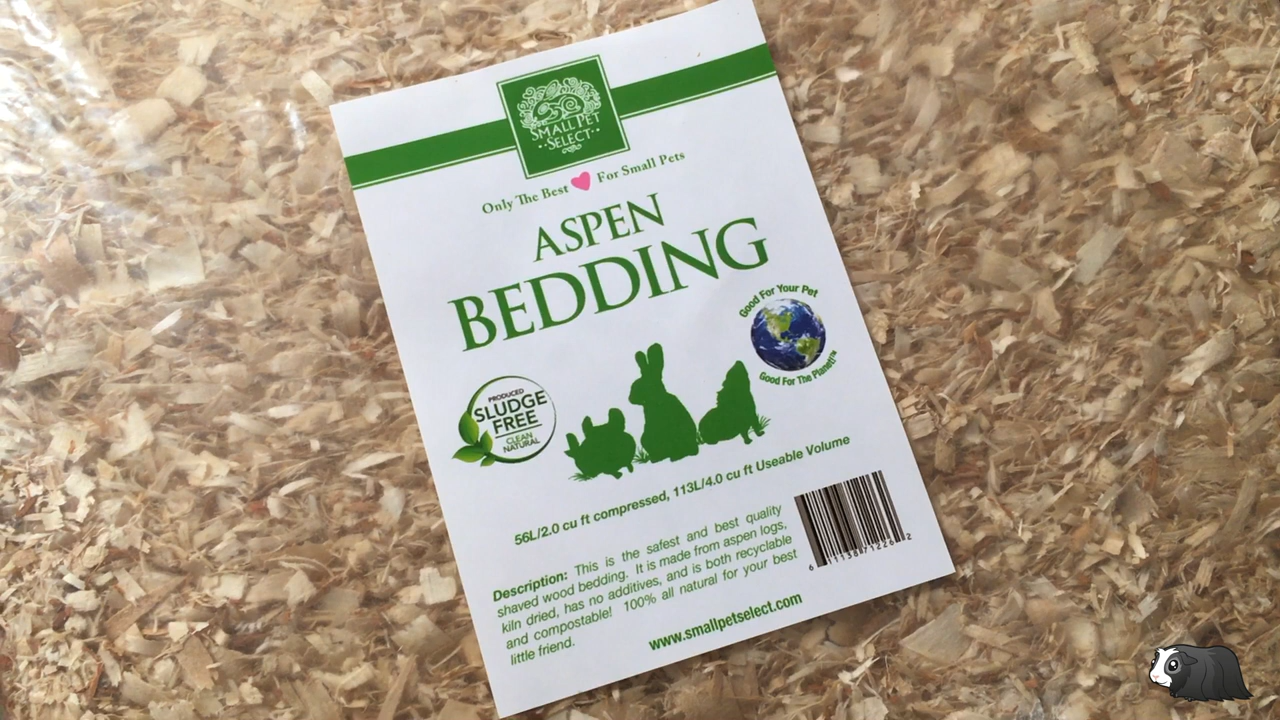 SMALL PET
SELECT
Only The Best For Small Pets
ASPEN
BEDDING
Good For Your Pet
Good For The Planet!™
PRODUCED
SLUDGE
FREE
CLEAN
NATURAL
56L/2.0 cu ft compressed, 113L/4.0 cu ft Useable Volume
Description: This is the safest and best quality
shaved wood bedding. It is made from aspen logs,
kiln dried, has no additives, and is both recyclable
and compostable! 100% all natural for your best
little friend.
www.smallpetselect.com